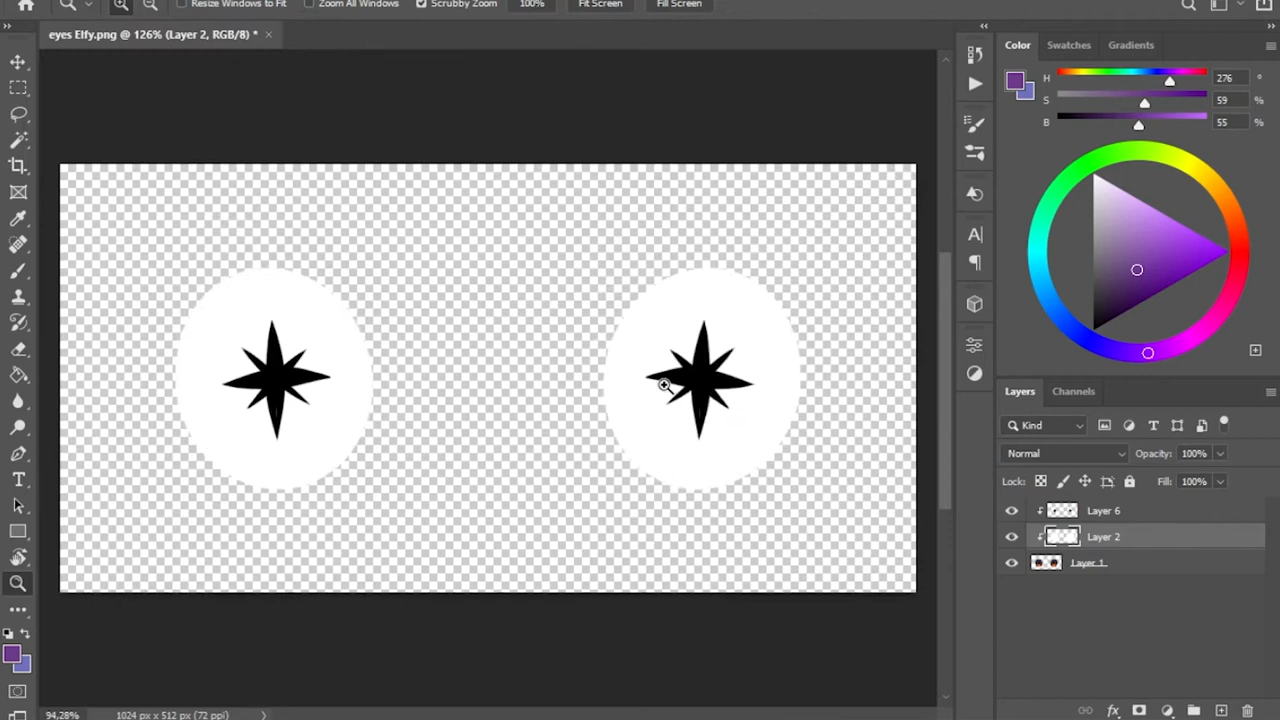 Resize Windows to Fit Zoom All Windows Scrubby Zoom 100% Fit Screen Fill Screen
eyes Elfy.png @ 126% (Layer 2, RGB/8) * ×
Color Swatches Gradients
H 276 °
S 59 %
B 55 %
Layers Channels
Kind
Normal Opacity: 100%
Lock: Fill: 100%
Layer 6
Layer 2
Layer 1
94,28% 1024 px x 512 px (72 ppi)